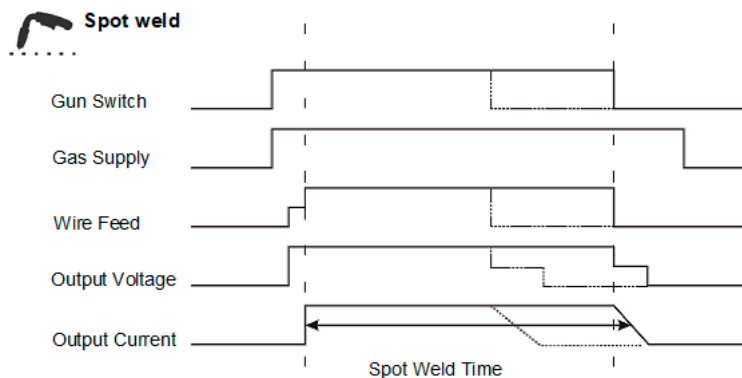 Spot weld
Gun Switch
Gas Supply
Wire Feed
Output Voltage
Output Current
Spot Weld Time